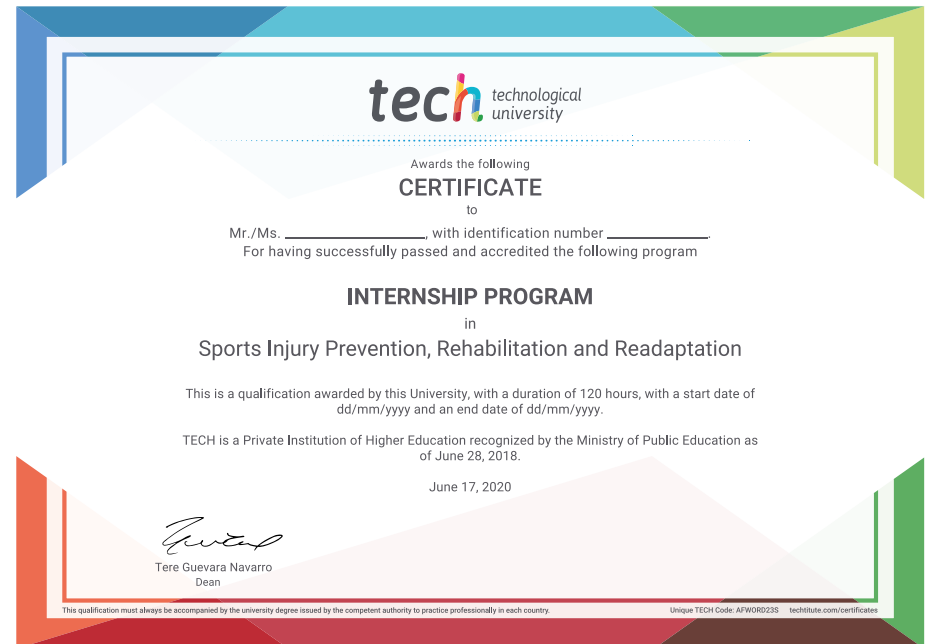 tech technological
university
Awards the following
CERTIFICATE
to
Mr./Ms. ____________________, with identification number ______________.
For having successfully passed and accredited the following program
INTERNSHIP PROGRAM
in
Sports Injury Prevention, Rehabilitation and Readaptation
This is a qualification awarded by this University, with a duration of 120 hours, with a start date of
dd/mm/yyyy and an end date of dd/mm/yyyy.
TECH is a Private Institution of Higher Education recognized by the Ministry of Public Education as
of June 28, 2018.
June 17, 2020
Tere Guevara Navarro
Dean
This qualification must always be accompanied by the university degree issued by the competent authority to practice professionally in each country.
Unique TECH Code: AFWORD23S techtitute.com/certificates